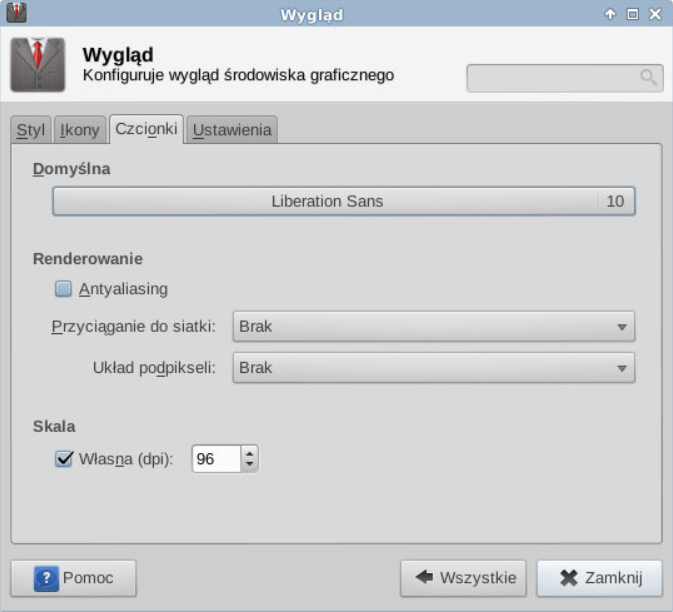 Wygląd
Wygląd
Konfiguruje wygląd środowiska graficznego
Styl Ikony Czcionki Ustawienia
Domyślna
Liberation Sans 10
Renderowanie
Antyaliasing
Przyciąganie do siatki: Brak
Układ podpikseli: Brak
Skala
Własna (dpi): 96
? Pomoc Wszystkie Zamknij